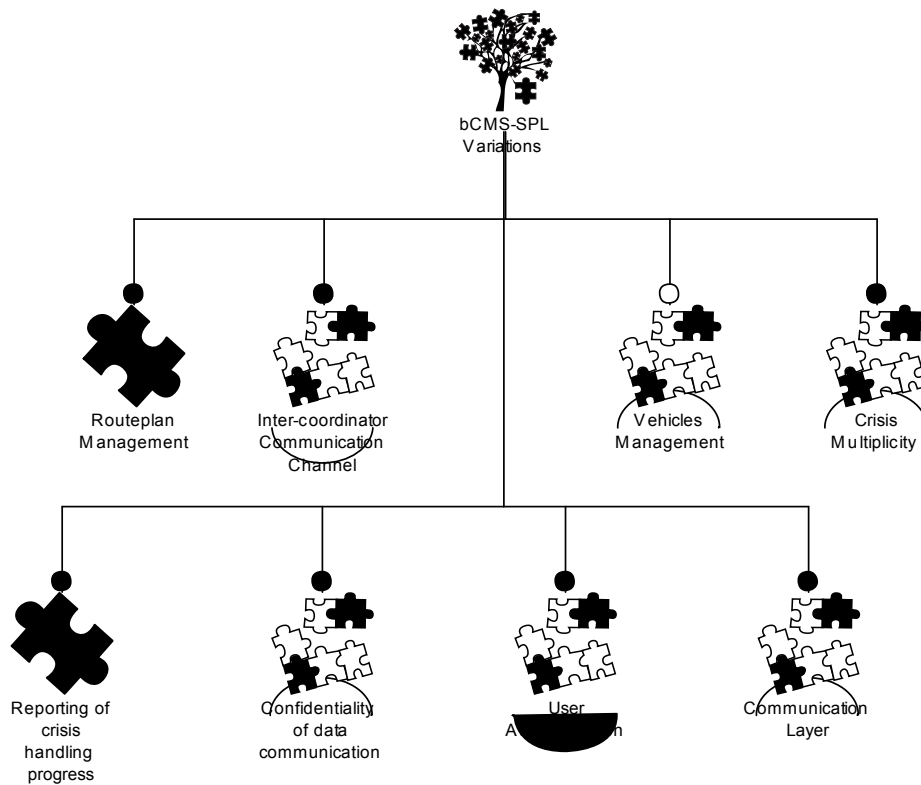 bCMS-SPL
Variations
Routeplan
Management
Inter-coordinator
Communication
Channel
Vehicles
Management
Crisis
Multiplicity
Reporting of
crisis
handling
progress
Confidentiality
of data
communication
User
Communication
Layer